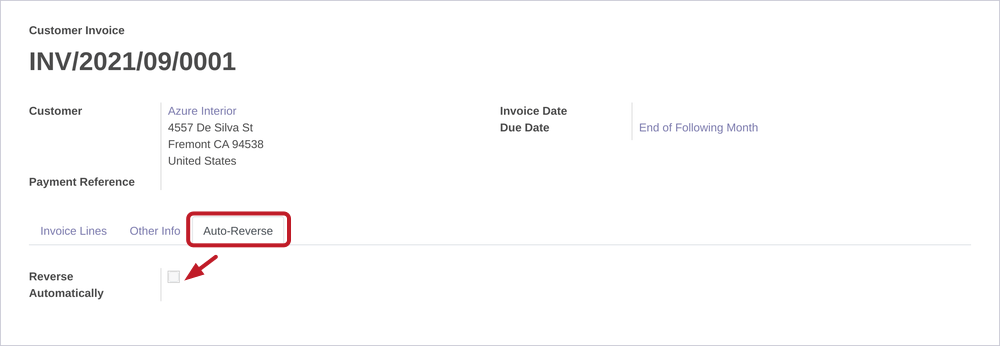 Customer Invoice
INV/2021/09/0001
Customer
Azure Interior
4557 De Silva St
Fremont CA 94538
United States
Payment Reference
Invoice Date
Due Date
End of Following Month
Invoice Lines
Other Info
Auto-Reverse
Reverse
Automatically